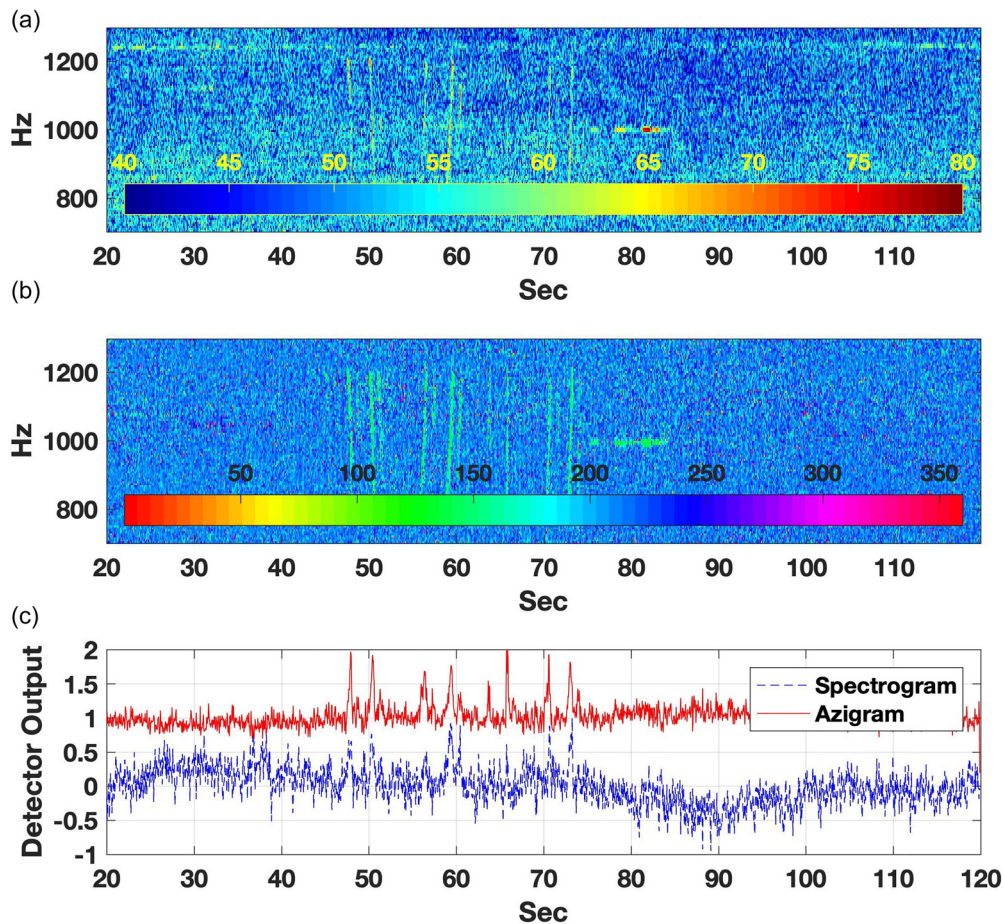 (a)
1200
1000
800
Hz
40 45 50 55 60 65 70 75 80
20 30 40 50 60 70 80 90 100 110
Sec
(b)
1200
1000
800
Hz
50 100 150 200 250 300 350
20 30 40 50 60 70 80 90 100 110
Sec
(c)
2
1.5
1
0.5
0
-0.5
-1
Detector Output
Spectrogram
Azigram
20 30 40 50 60 70 80 90 100 110 120
Sec